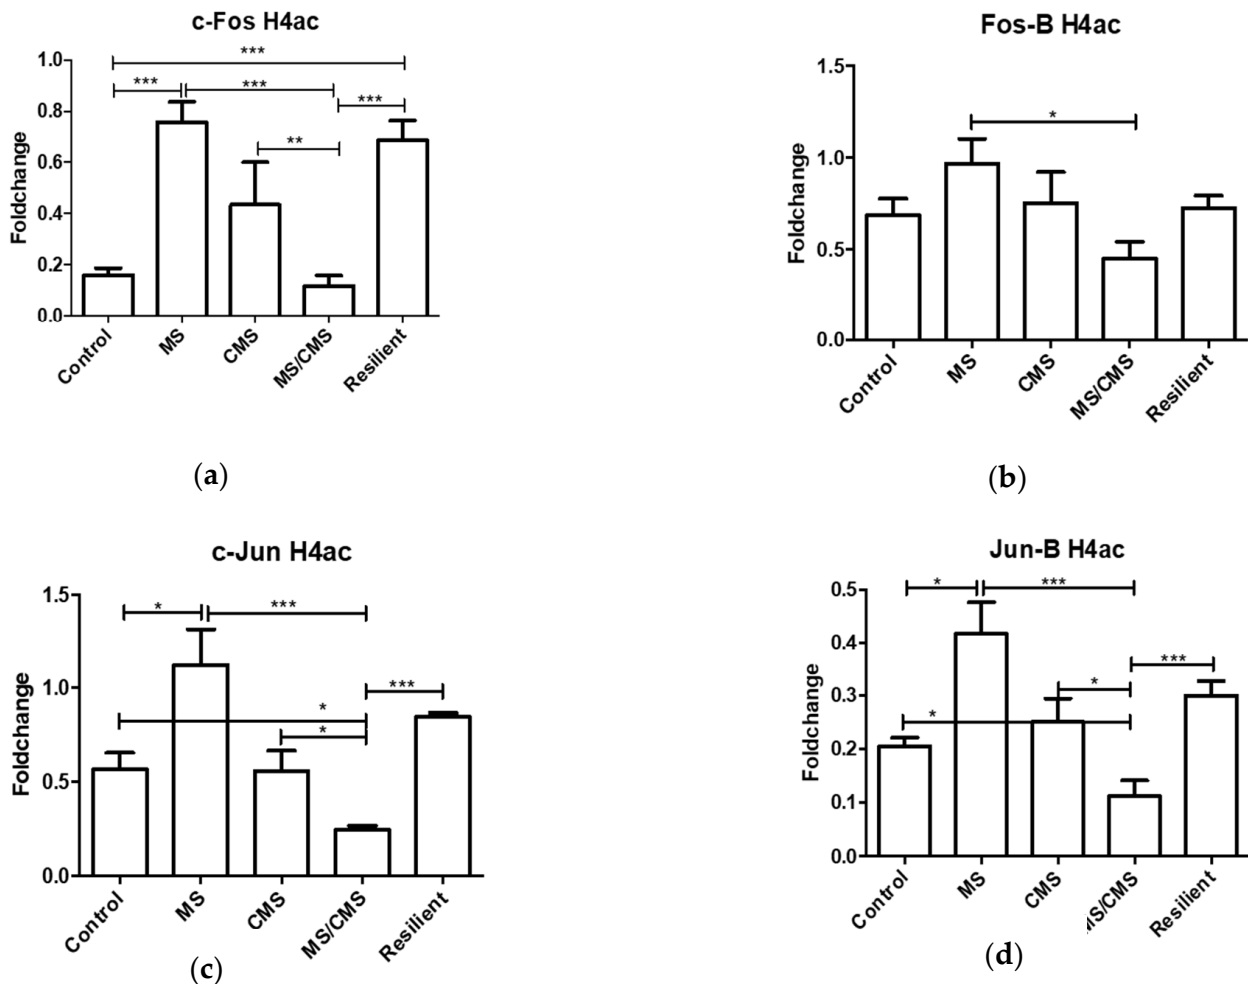 c-Fos H4ac
***
1.0
***
***
***
0.8
**
0.6
0.4
0.2
0.0
Foldchange
Control
MS
CMS
MS/CMS
Resilient
(a)
Fos-B H4ac
1.5
*
1.0
0.5
0.0
Foldchange
Control
MS
CMS
MS/CMS
Resilient
(b)
c-Jun H4ac
1.5
*
***
1.0
***
*
*
0.5
0.0
Foldchange
Control
MS
CMS
MS/CMS
Resilient
(c)
Jun-B H4ac
*
***
0.5
0.4
***
*
0.3
*
0.2
0.1
0.0
Foldchange
Control
MS
CMS
MS/CMS
Resilient
(d)